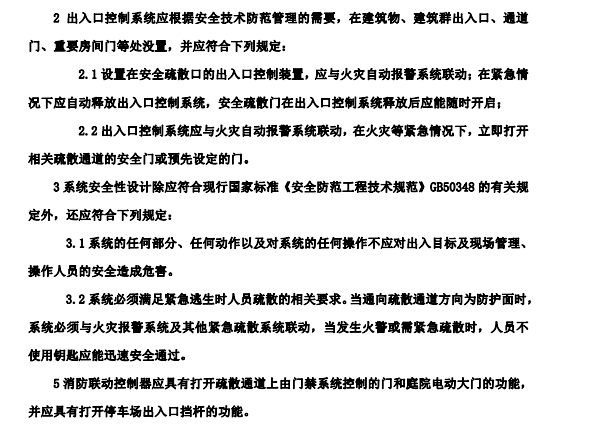 2 出入口控制系统应根据安全技术防范管理的需要，在建筑物、建筑群出入口、通道
门、重要房间门等处设置，并应符合下列规定：
2.1 设置在安全疏散口的出入口控制装置，应与火灾自动报警系统联动；在紧急情
况下应自动释放出入口控制系统，安全疏散门在出入口控制系统释放后应能随时开启；
2.2 出入口控制系统应与火灾自动报警系统联动，在火灾等紧急情况下，立即打开
相关疏散通道的安全门或预先设定的门。
3 系统安全性设计除应符合现行国家标准《安全防范工程技术规范》GB50348 的有关规
定外，还应符合下列规定：
3.1 系统的任何部分、任何动作以及对系统的任何操作不应对出入目标及现场管理、
操作人员的安全造成危害。
3.2 系统必须满足紧急逃生时人员疏散的相关要求。当通向疏散通道方向为防护面时，
系统必须与火灾报警系统及其他紧急疏散系统联动，当发生火警或需紧急疏散时，人员不
使用钥匙应能迅速安全通过。
5 消防联动控制器应具有打开疏散通道上由门禁系统控制的门和庭院电动大门的功能，
并应具有打开停车场出入口挡杆的功能。